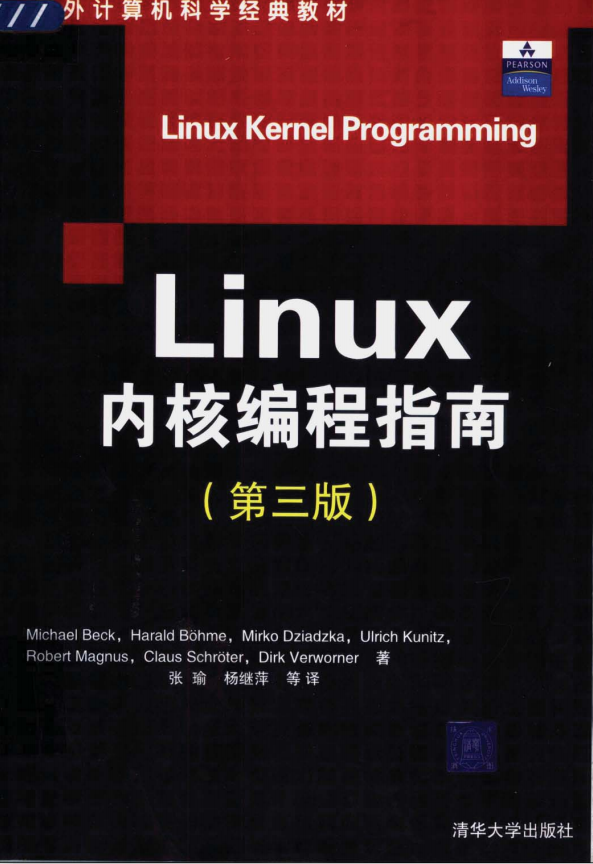 外计算机科学经典教材
PEARSON
Addison
Wesley
Linux Kernel Programming
Linux
内核编程指南
（第三版）
Michael Beck，Harald Böhme，Mirko Dziadzka，Ulrich Kunitz，
Robert Magnus，Claus Schröter，Dirk Verworner 著
张 瑜 杨继萍 等译
清华大学出版社